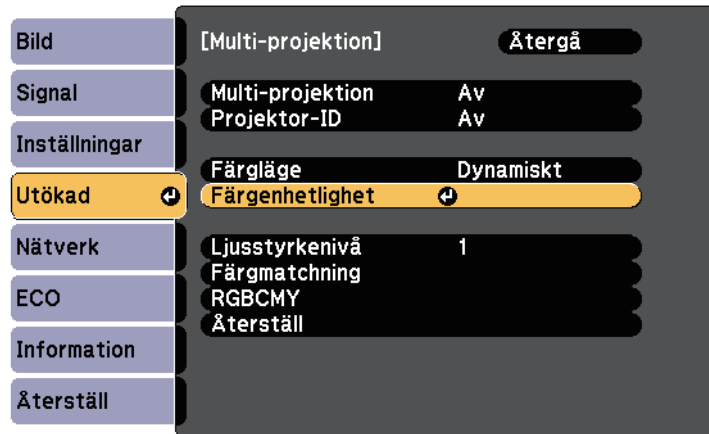 Bild
Signal
Inställningar
Utökad
Nätverk
ECO
Information
Återställ
[Multi-projektion] Återgå
Multi-projektion Av
Projektor-ID Av
Färgläge Dynamiskt
Färgenhetlighet
Ljusstyrkenivå 1
Färgmatchning
RGBCMY
Återställ